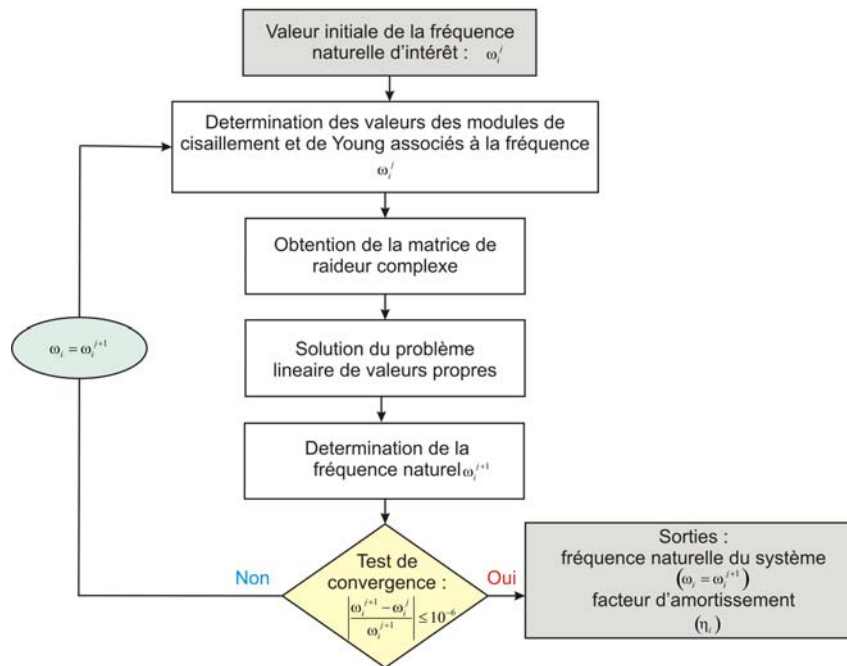 Valeur initiale de la fréquence
naturelle d'intérêt : ωᵢʲ
Determination des valeurs des modules de
cisaillement et de Young associés à la fréquence
ωᵢʲ
Obtention de la matrice de
raideur complexe
ωᵢ = ωᵢʲ⁺¹
Solution du problème
lineaire de valeurs propres
Determination de la
fréquence naturel ωᵢʲ⁺¹
Test de
convergence :
|(ωᵢʲ⁺¹ − ωᵢʲ) / ωᵢʲ⁺¹| ≤ 10⁻⁶
Non
Oui
Sorties :
fréquence naturelle du système
(ωᵢ = ωᵢʲ⁺¹)
facteur d'amortissement
(ηᵢ)